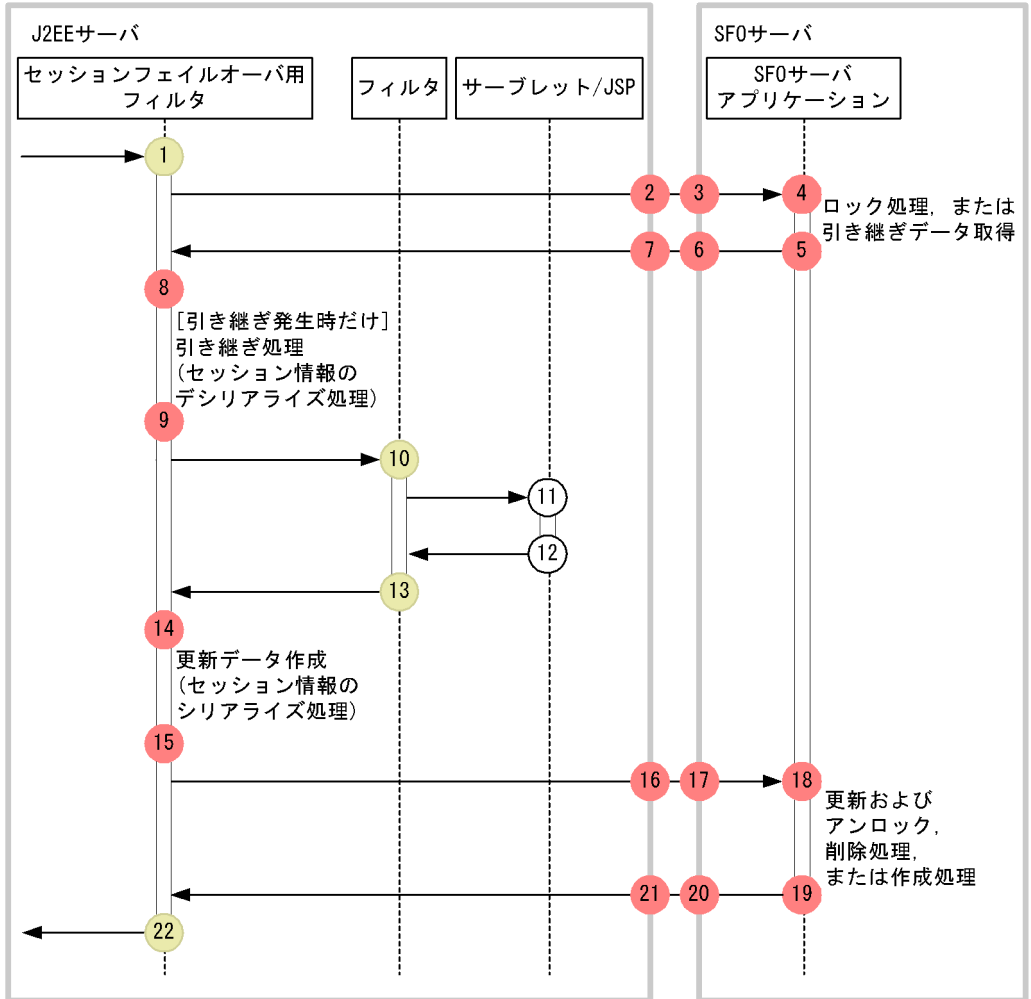 J2EEサーバ
SFOサーバ
セッションフェイルオーバ用
フィルタ
フィルタ
サーブレット/JSP
SFOサーバ
アプリケーション
1
2
3
4
ロック処理，または
引き継ぎデータ取得
7
6
5
8
[引き継ぎ発生時だけ]
引き継ぎ処理
(セッション情報の
デシリアライズ処理)
9
10
11
12
13
14
更新データ作成
(セッション情報の
シリアライズ処理)
15
16
17
18
更新および
アンロック，
削除処理，
または作成処理
21
20
19
22